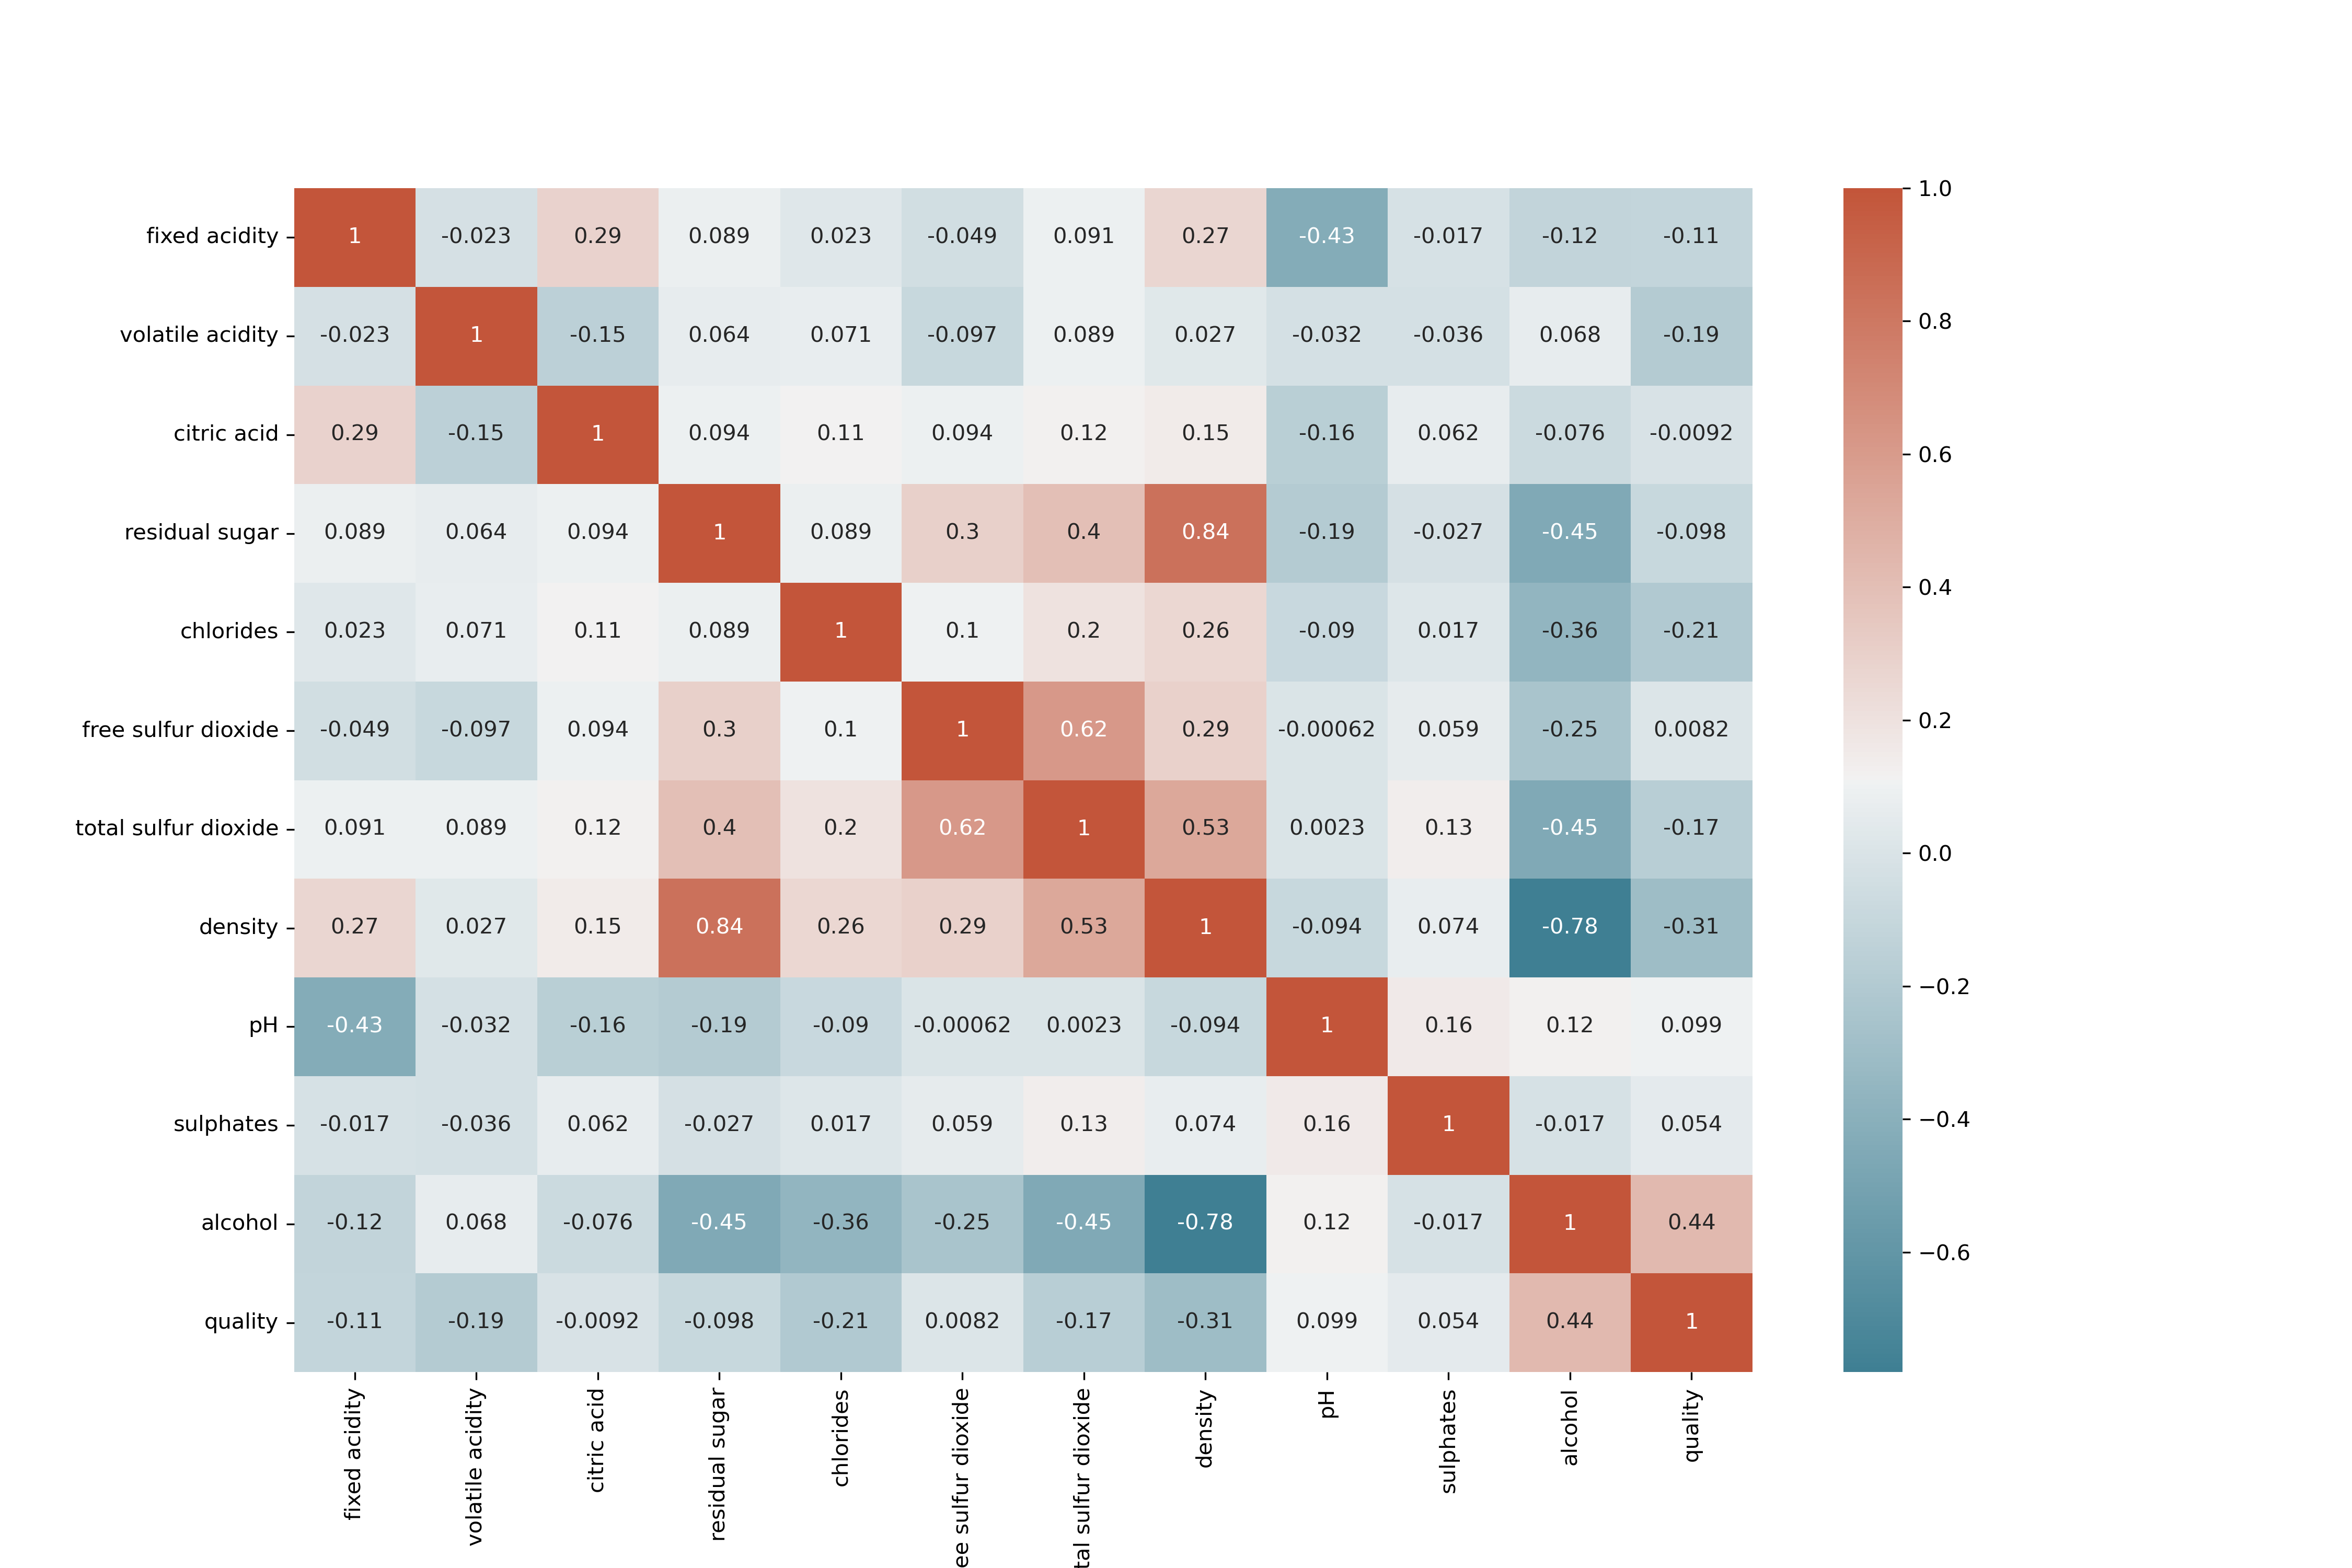 fixed acidity 1 -0.023 0.29 0.089 0.023 -0.049 0.091 0.27 -0.43 -0.017 -0.12 -0.11
volatile acidity -0.023 1 -0.15 0.064 0.071 -0.097 0.089 0.027 -0.032 -0.036 0.068 -0.19
citric acid 0.29 -0.15 1 0.094 0.11 0.094 0.12 0.15 -0.16 0.062 -0.076 -0.0092
residual sugar 0.089 0.064 0.094 1 0.089 0.3 0.4 0.84 -0.19 -0.027 -0.45 -0.098
chlorides 0.023 0.071 0.11 0.089 1 0.1 0.2 0.26 -0.09 0.017 -0.36 -0.21
free sulfur dioxide -0.049 -0.097 0.094 0.3 0.1 1 0.62 0.29 -0.00062 0.059 -0.25 0.0082
total sulfur dioxide 0.091 0.089 0.12 0.4 0.2 0.62 1 0.53 0.0023 0.13 -0.45 -0.17
density 0.27 0.027 0.15 0.84 0.26 0.29 0.53 1 -0.094 0.074 -0.78 -0.31
pH -0.43 -0.032 -0.16 -0.19 -0.09 -0.00062 0.0023 -0.094 1 0.16 0.12 0.099
sulphates -0.017 -0.036 0.062 -0.027 0.017 0.059 0.13 0.074 0.16 1 -0.017 0.054
alcohol -0.12 0.068 -0.076 -0.45 -0.36 -0.25 -0.45 -0.78 0.12 -0.017 1 0.44
quality -0.11 -0.19 -0.0092 -0.098 -0.21 0.0082 -0.17 -0.31 0.099 0.054 0.44 1
fixed acidity
volatile acidity
citric acid
residual sugar
chlorides
ee sulfur dioxide
tal sulfur dioxide
density
pH
sulphates
alcohol
quality
1.0
0.8
0.6
0.4
0.2
0.0
−0.2
−0.4
−0.6